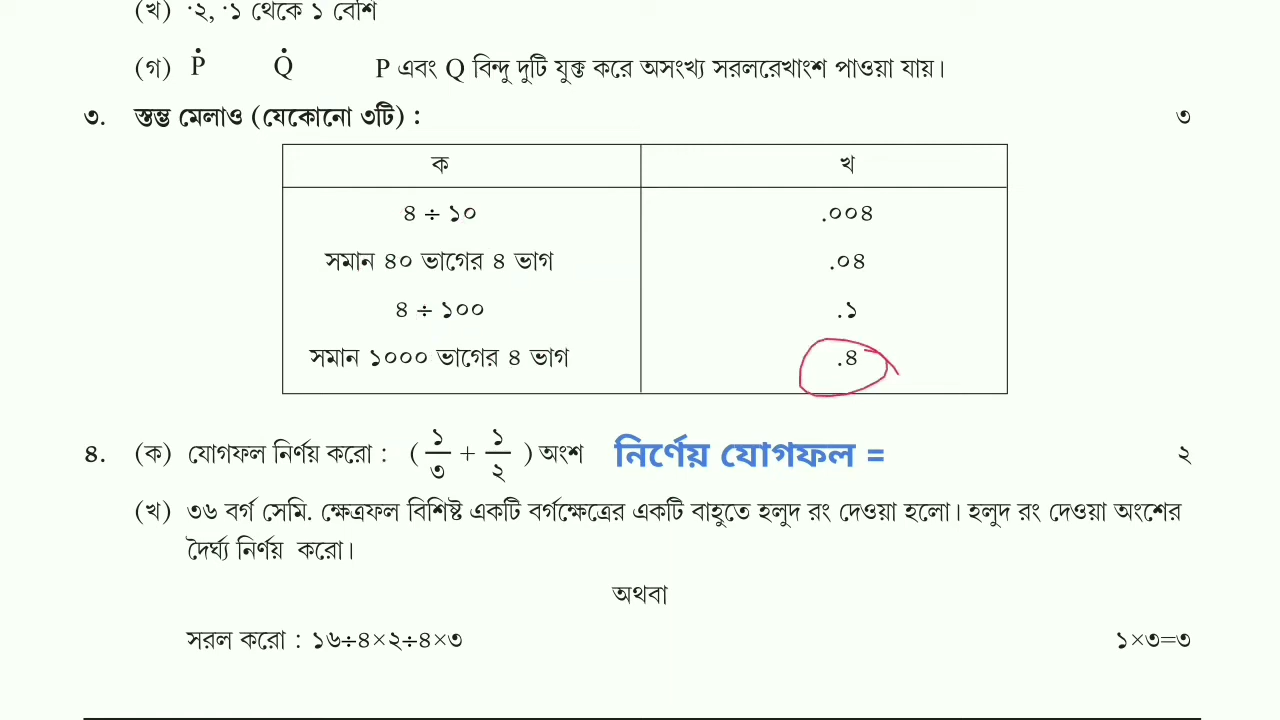 (খ) ·২, ·১ থেকে ১ বেশি
(গ) P Q P এবং Q বিন্দু দুটি যুক্ত করে অসংখ্য সরলরেখাংশ পাওয়া যায়।
৩. স্তম্ভ মেলাও (যেকোনো ৩টি) : ৩
ক খ
৪ ÷ ১০ .০০৪
সমান ৪০ ভাগের ৪ ভাগ .০৪
৪ ÷ ১০০ .১
সমান ১০০০ ভাগের ৪ ভাগ .৪
৪. (ক) যোগফল নির্ণয় করো : (১/৩ + ১/২) অংশ নির্ণেয় যোগফল = ২
(খ) ৩৬ বর্গ সেমি. ক্ষেত্রফল বিশিষ্ট একটি বর্গক্ষেত্রের একটি বাহুতে হলুদ রং দেওয়া হলো। হলুদ রং দেওয়া অংশের
দৈর্ঘ্য নির্ণয় করো।
অথবা
সরল করো : ১৬÷৪×২÷৪×৩ ১×৩=৩